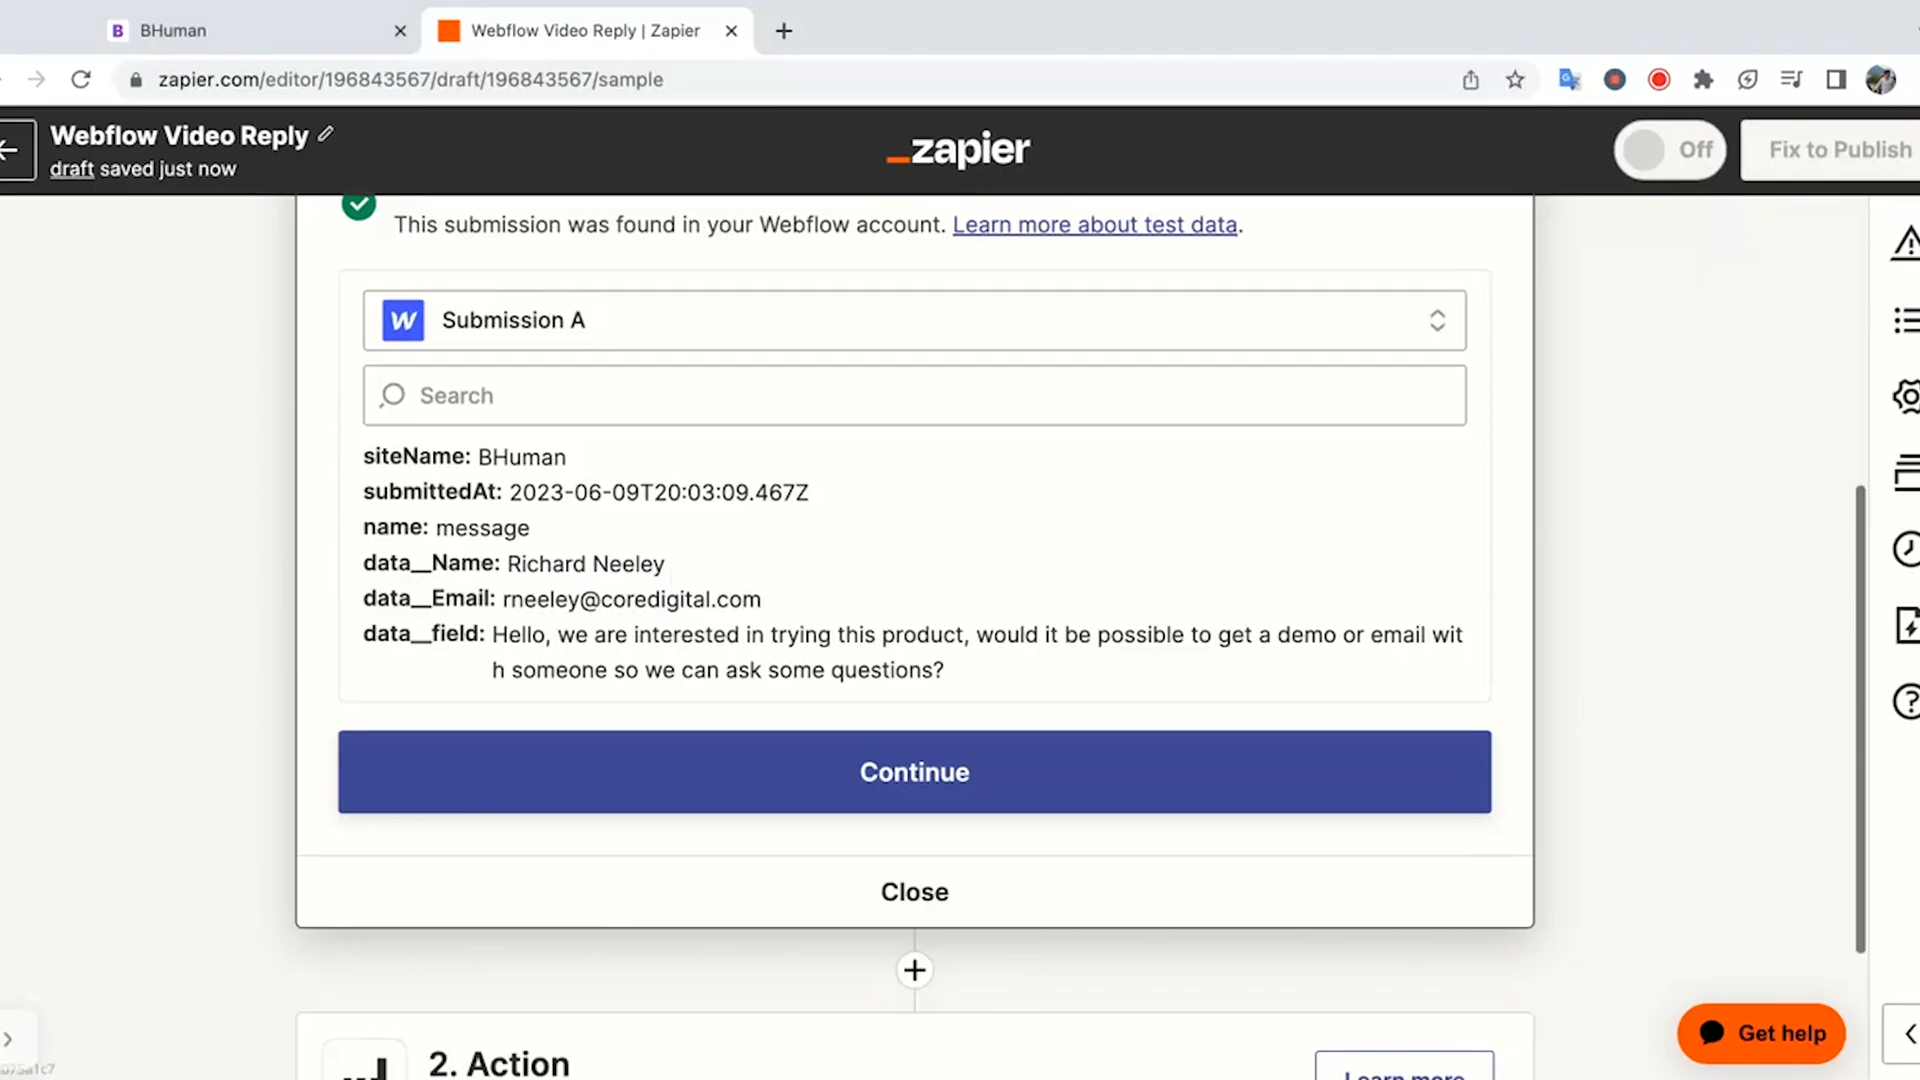 BHuman
Webflow Video Reply | Zapier
zapier.com/editor/196843567/draft/196843567/sample
Webflow Video Reply
draft saved just now
zapier
Off
Fix to Publish
This submission was found in your Webflow account. Learn more about test data.
Submission A
Search
siteName: BHuman
submittedAt: 2023-06-09T20:03:09.467Z
name: message
data__Name: Richard Neeley
data__Email: rneeley@coredigital.com
data__field: Hello, we are interested in trying this product, would it be possible to get a demo or email wit
h someone so we can ask some questions?
Continue
Close
Get help
2. Action
Learn more